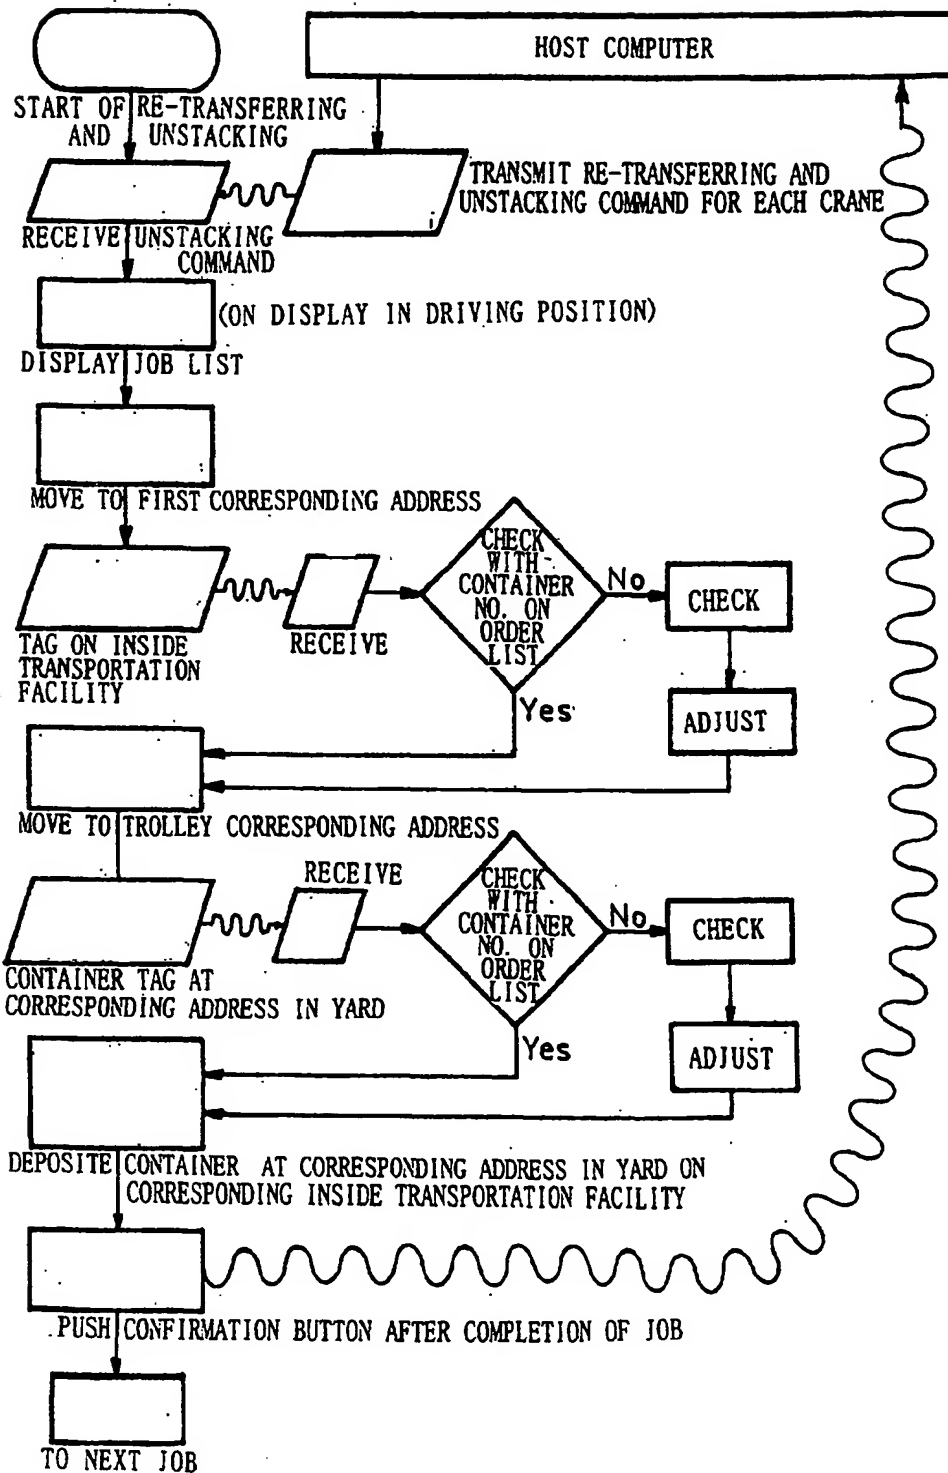 HOST COMPUTER
START OF RE-TRANSFERRING
AND UNSTACKING
TRANSMIT RE-TRANSFERRING AND
UNSTACKING COMMAND FOR EACH CRANE
RECEIVE UNSTACKING
COMMAND
(ON DISPLAY IN DRIVING POSITION)
DISPLAY JOB LIST
MOVE TO FIRST CORRESPONDING ADDRESS
TAG ON INSIDE
TRANSPORTATION
FACILITY
RECEIVE
CHECK
WITH
CONTAINER
NO. ON
ORDER
LIST
No
CHECK
Yes
ADJUST
MOVE TO TROLLEY CORRESPONDING ADDRESS
RECEIVE
CHECK
WITH
CONTAINER
NO. ON
ORDER
LIST
No
CHECK
CONTAINER TAG AT
CORRESPONDING ADDRESS IN YARD
Yes
ADJUST
DEPOSITE CONTAINER AT CORRESPONDING ADDRESS IN YARD ON
CORRESPONDING INSIDE TRANSPORTATION FACILITY
PUSH CONFIRMATION BUTTON AFTER COMPLETION OF JOB
TO NEXT JOB